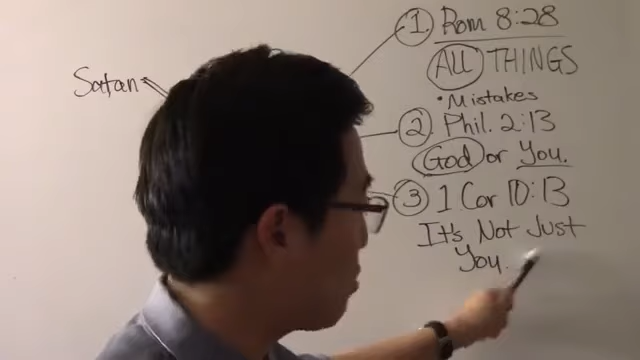 Satan
① Rom 8:28
ALL THINGS
• Mistakes
② Phil. 2:13
God or You.
③ 1 Cor 10:13
It's Not Just
You.